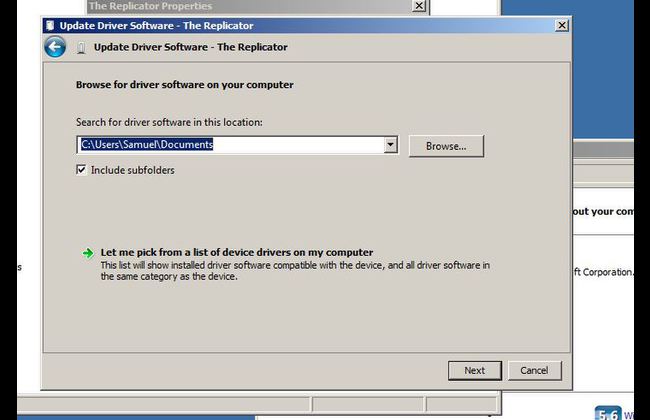 The Replicator Properties
Update Driver Software - The Replicator
Update Driver Software - The Replicator
Browse for driver software on your computer
Search for driver software in this location:
C:\Users\Samuel\Documents
Browse...
Include subfolders
out your com
Let me pick from a list of device drivers on my computer
This list will show installed driver software compatible with the device, and all driver software in
the same category as the device.
s
ft Corporation.
Next
Cancel
5.6
Wi